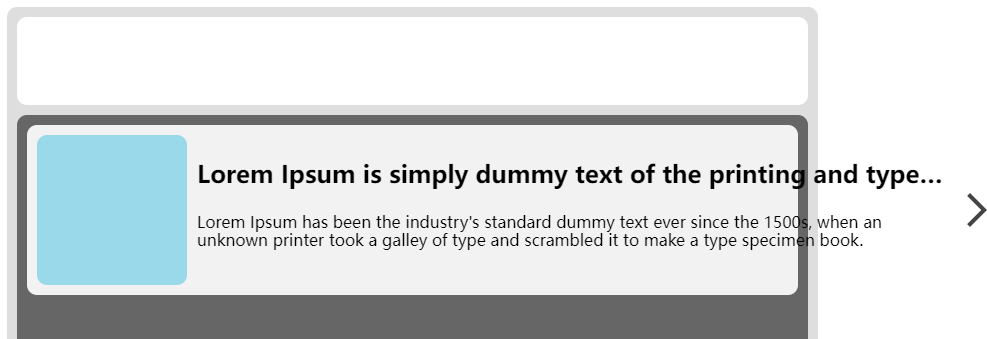 Lorem Ipsum is simply dummy text of the printing and type...
Lorem Ipsum has been the industry's standard dummy text ever since the 1500s, when an
unknown printer took a galley of type and scrambled it to make a type specimen book.